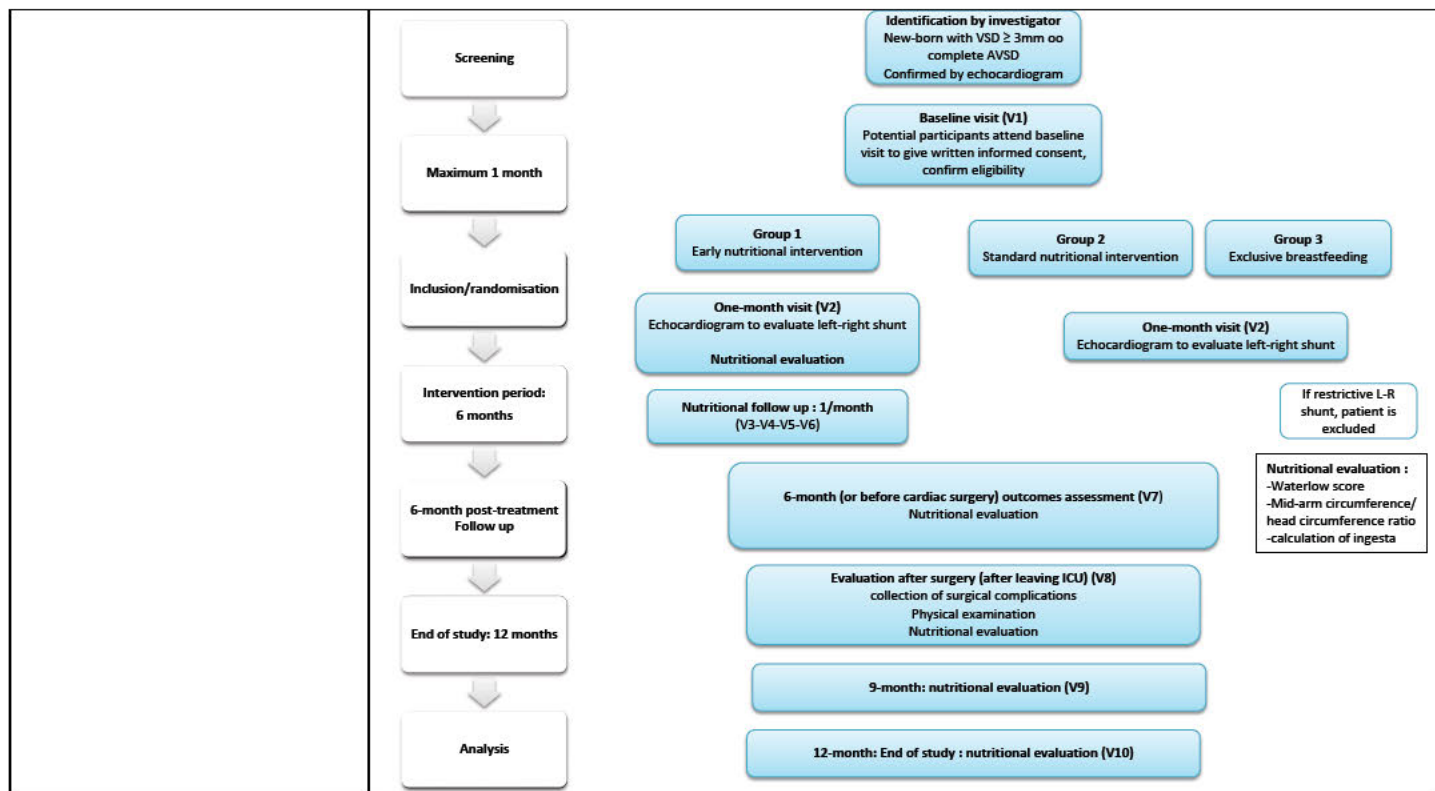 Screening
Maximum 1 month
Inclusion/randomisation
Intervention period:
6 months
6-month post-treatment
Follow up
End of study: 12 months
Analysis
Identification by investigator
New-born with VSD ≥ 3mm oo
complete AVSD
Confirmed by echocardiogram
Baseline visit (V1)
Potential participants attend baseline
visit to give written informed consent,
confirm eligibility
Group 1
Early nutritional intervention
Group 2
Standard nutritional intervention
Group 3
Exclusive breastfeeding
One-month visit (V2)
Echocardiogram to evaluate left-right shunt
Nutritional evaluation
One-month visit (V2)
Echocardiogram to evaluate left-right shunt
Nutritional follow up : 1/month
(V3-V4-V5-V6)
If restrictive L-R
shunt, patient is
excluded
Nutritional evaluation :
-Waterlow score
-Mid-arm circumference/
head circumference ratio
-calculation of ingesta
6-month (or before cardiac surgery) outcomes assessment (V7)
Nutritional evaluation
Evaluation after surgery (after leaving ICU) (V8)
collection of surgical complications
Physical examination
Nutritional evaluation
9-month: nutritional evaluation (V9)
12-month: End of study : nutritional evaluation (V10)